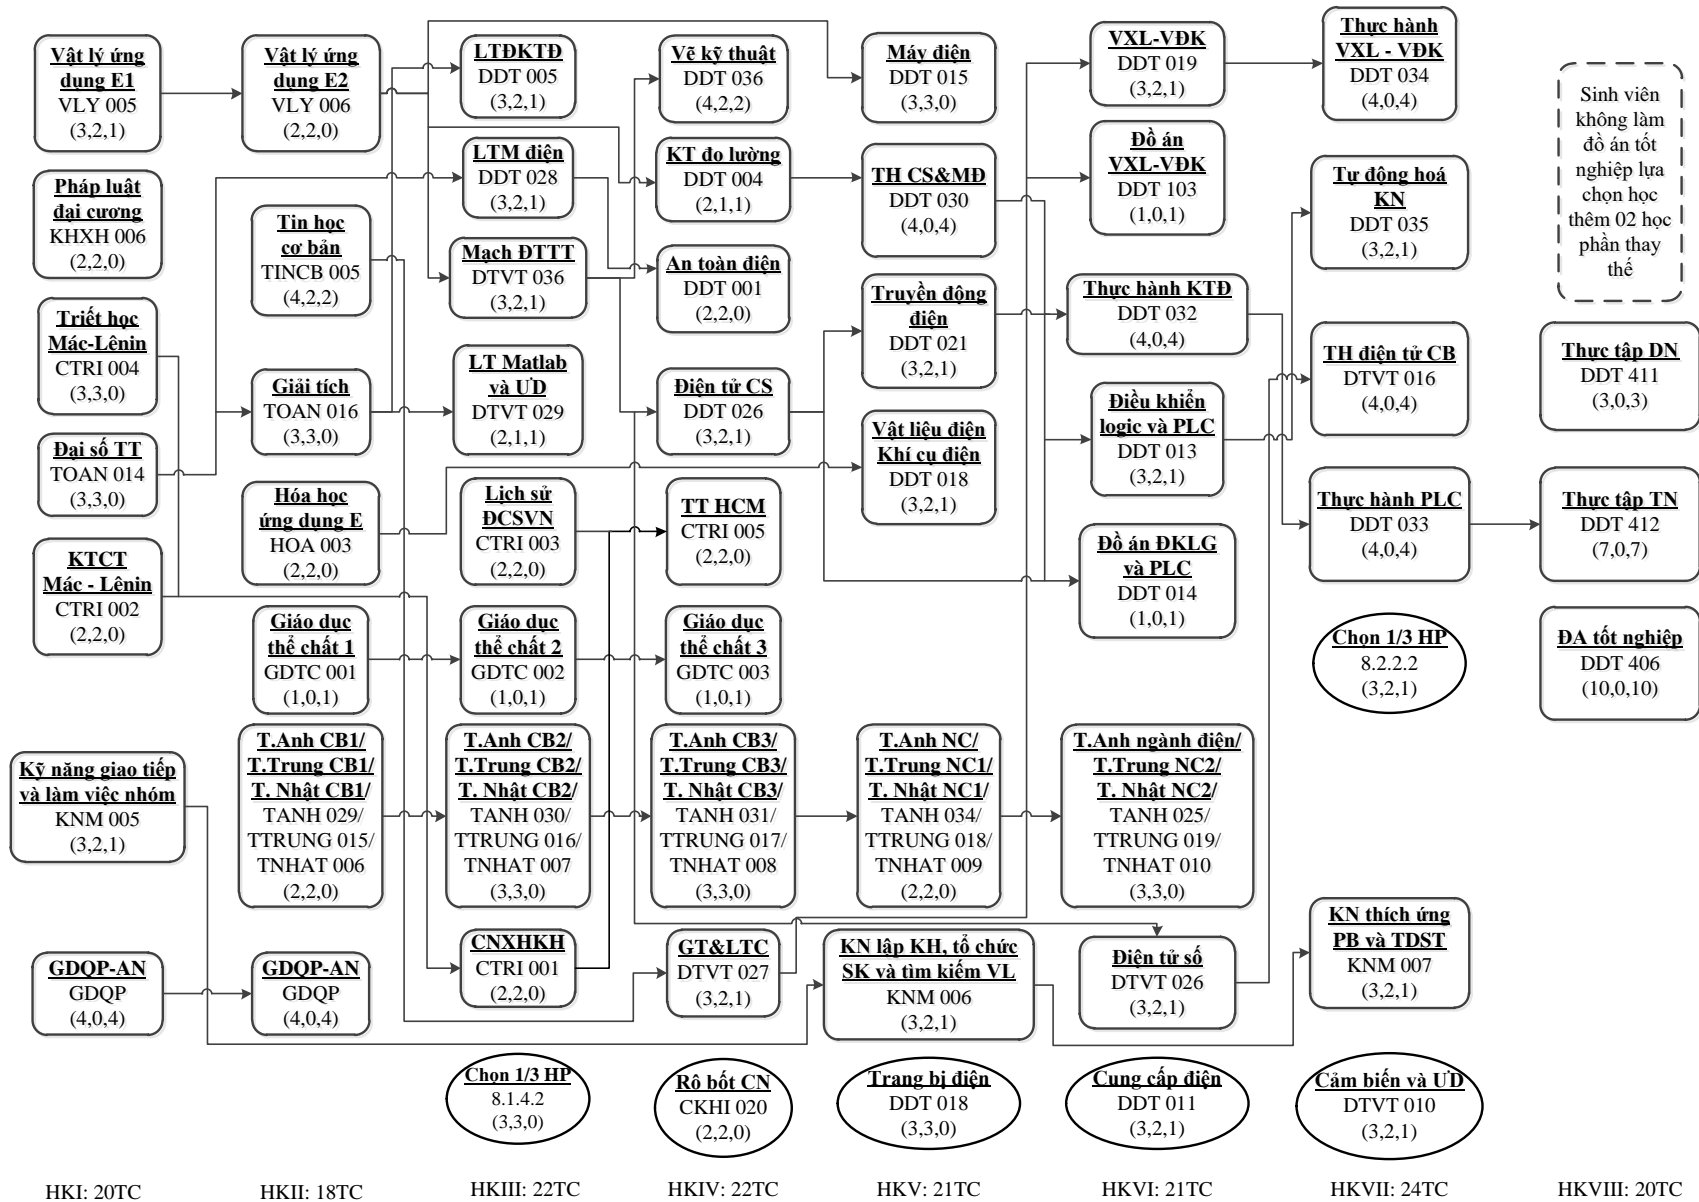 Vật lý ứng
dụng E1
VLY 005
(3,2,1)
Pháp luật
đại cương
KHXH 006
(2,2,0)
Triết học
Mác-Lênin
CTRI 004
(3,3,0)
Đại số TT
TOAN 014
(3,3,0)
KTCT
Mác - Lênin
CTRI 002
(2,2,0)
Kỹ năng giao tiếp
và làm việc nhóm
KNM 005
(3,2,1)
GDQP-AN
GDQP
(4,0,4)
HKI: 20TC
Vật lý ứng
dụng E2
VLY 006
(2,2,0)
Tin học
cơ bản
TINCB 005
(4,2,2)
Giải tích
TOAN 016
(3,3,0)
Hóa học
ứng dụng E
HOA 003
(2,2,0)
Giáo dục
thể chất 1
GDTC 001
(1,0,1)
T.Anh CB1/
T.Trung CB1/
T. Nhật CB1/
TANH 029/
TTRUNG 015/
TNHAT 006
(2,2,0)
GDQP-AN
GDQP
(4,0,4)
HKII: 18TC
LTĐKTĐ
DDT 005
(3,2,1)
LTM điện
DDT 028
(3,2,1)
Mạch ĐTTT
DTVT 036
(3,2,1)
LT Matlab
và ƯD
DTVT 029
(2,1,1)
Lịch sử
ĐCSVN
CTRI 003
(2,2,0)
Giáo dục
thể chất 2
GDTC 002
(1,0,1)
T.Anh CB2/
T.Trung CB2/
T. Nhật CB2/
TANH 030/
TTRUNG 016/
TNHAT 007
(3,3,0)
CNXHKH
CTRI 001
(2,2,0)
Chọn 1/3 HP
8.1.4.2
(3,3,0)
HKIII: 22TC
Vẽ kỹ thuật
DDT 036
(4,2,2)
KT đo lường
DDT 004
(2,1,1)
An toàn điện
DDT 001
(2,2,0)
Điện tử CS
DDT 026
(3,2,1)
TT HCM
CTRI 005
(2,2,0)
Giáo dục
thể chất 3
GDTC 003
(1,0,1)
T.Anh CB3/
T.Trung CB3/
T. Nhật CB3/
TANH 031/
TTRUNG 017/
TNHAT 008
(3,3,0)
GT&LTC
DTVT 027
(3,2,1)
Rô bốt CN
CKHI 020
(2,2,0)
HKIV: 22TC
Máy điện
DDT 015
(3,3,0)
TH CS&MĐ
DDT 030
(4,0,4)
Truyền động
điện
DDT 021
(3,2,1)
Vật liệu điện
Khí cụ điện
DDT 018
(3,2,1)
T.Anh NC/
T.Trung NC1/
T. Nhật NC1/
TANH 034/
TTRUNG 018/
TNHAT 009
(2,2,0)
KN lập KH, tổ chức
SK và tìm kiếm VL
KNM 006
(3,2,1)
Trang bị điện
DDT 018
(3,3,0)
HKV: 21TC
VXL-VĐK
DDT 019
(3,2,1)
Đồ án
VXL-VĐK
DDT 103
(1,0,1)
Thực hành KTĐ
DDT 032
(4,0,4)
Điều khiển
logic và PLC
DDT 013
(3,2,1)
Đồ án ĐKLG
và PLC
DDT 014
(1,0,1)
T.Anh ngành điện/
T.Trung NC2/
T. Nhật NC2/
TANH 025/
TTRUNG 019/
TNHAT 010
(3,3,0)
Điện tử số
DTVT 026
(3,2,1)
Cung cấp điện
DDT 011
(3,2,1)
HKVI: 21TC
Thực hành
VXL - VĐK
DDT 034
(4,0,4)
Tự động hoá
KN
DDT 035
(3,2,1)
TH điện tử CB
DTVT 016
(4,0,4)
Thực hành PLC
DDT 033
(4,0,4)
Chọn 1/3 HP
8.2.2.2
(3,2,1)
KN thích ứng
PB và TDST
KNM 007
(3,2,1)
Cảm biến và ƯD
DTVT 010
(3,2,1)
HKVII: 24TC
Sinh viên
không làm
đồ án tốt
nghiệp lựa
chọn học
thêm 02 học
phần thay
thế
Thực tập DN
DDT 411
(3,0,3)
Thực tập TN
DDT 412
(7,0,7)
ĐA tốt nghiệp
DDT 406
(10,0,10)
HKVIII: 20TC